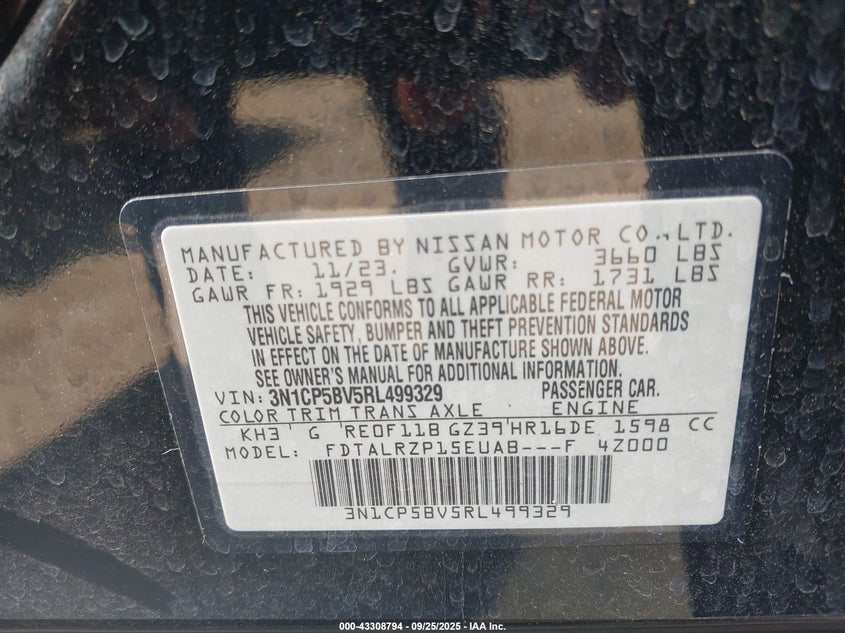 MANUFACTURED BY NISSAN MOTOR CO., LTD.
DATE: 11/23. GVWR: 3660 LBS
GAWR FR: 1929 LBS GAWR RR: 1731 LBS
THIS VEHICLE CONFORMS TO ALL APPLICABLE FEDERAL MOTOR
VEHICLE SAFETY, BUMPER AND THEFT PREVENTION STANDARDS
IN EFFECT ON THE DATE OF MANUFACTURE SHOWN ABOVE.
SEE OWNER'S MANUAL FOR ADDITIONAL INFORMATION.
VIN: 3N1CP5BV5RL499329 PASSENGER CAR.
COLOR TRIM TRANS AXLE ENGINE
KH3 G RE0F11B GZ39 HR16DE 1598 CC
MODEL: FDTALRZP15EUAB---F 4Z000
3N1CP5BV5RL499329
000-43308794 - 09/25/2025 - IAA Inc.